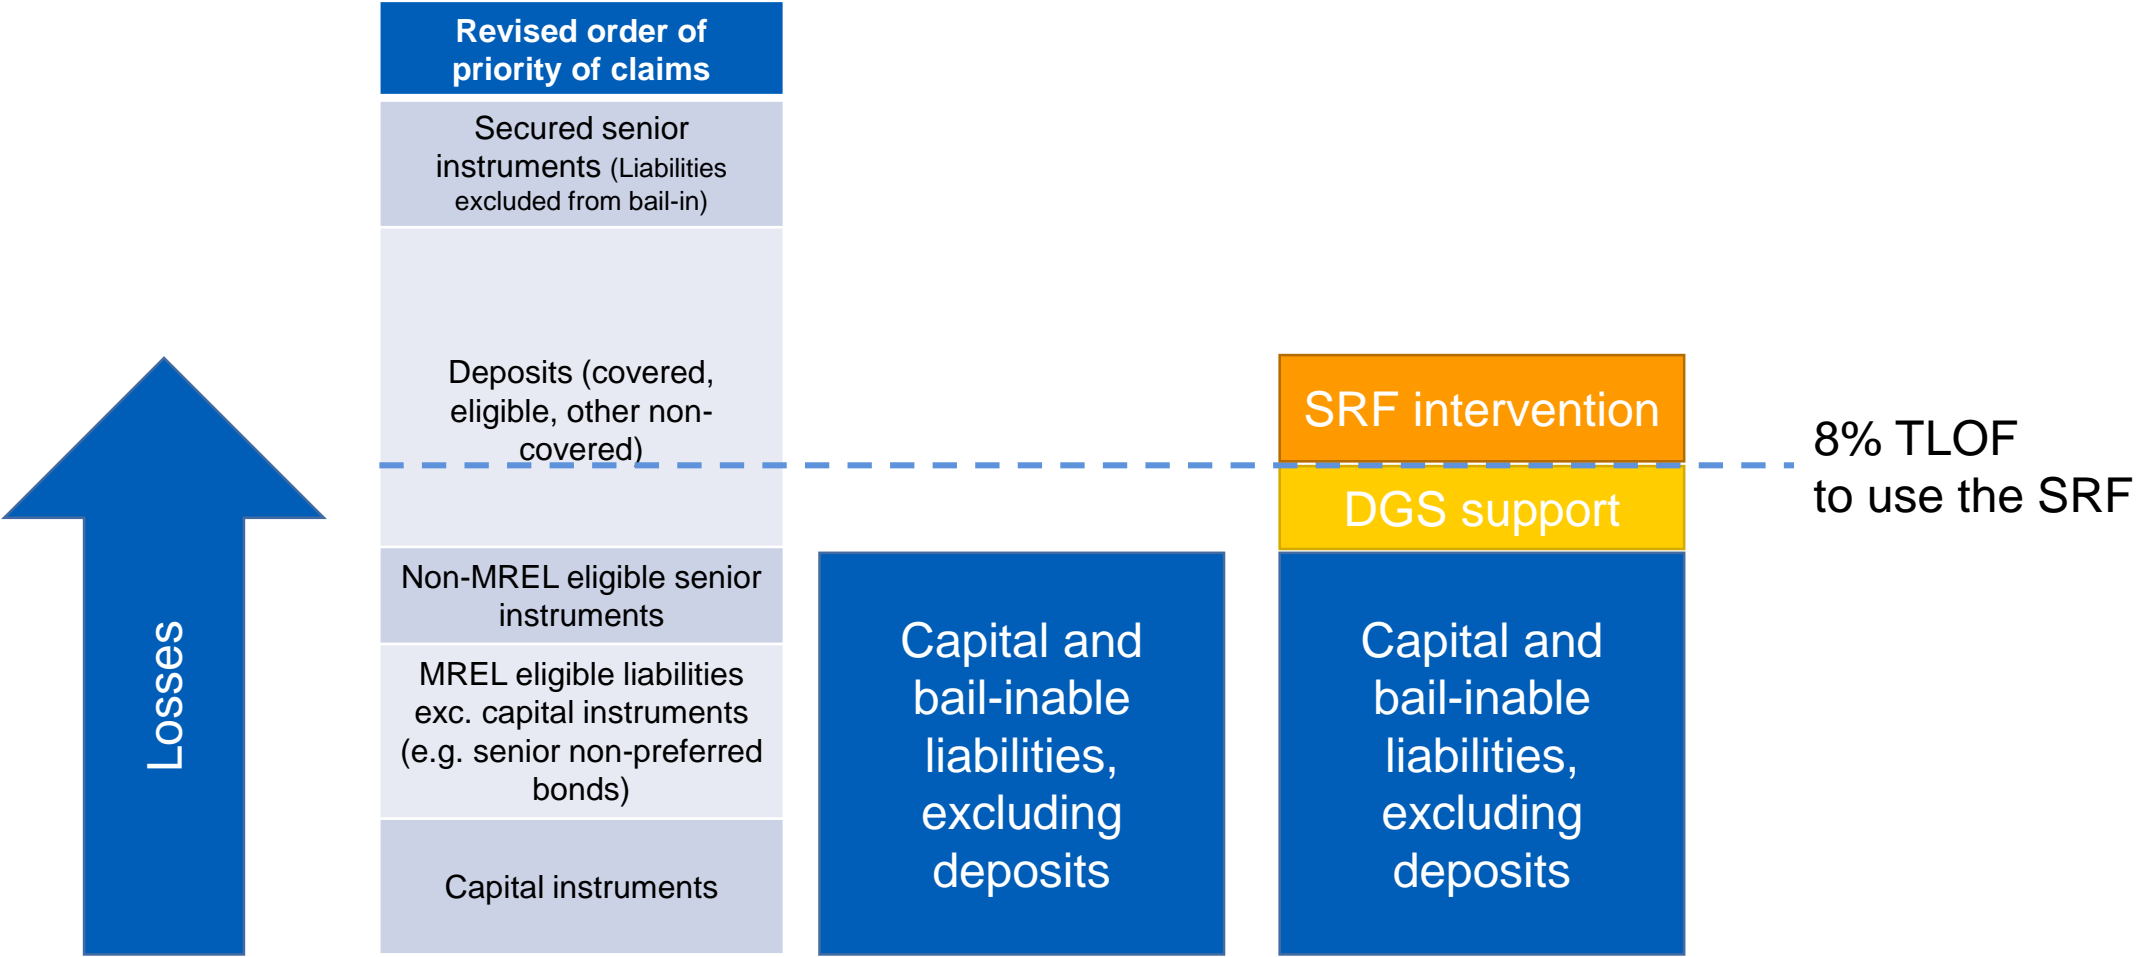 Revised order of
priority of claims
Secured senior
instruments (Liabilities
excluded from bail-in)
Deposits (covered,
eligible, other non-
covered)
Non-MREL eligible senior
instruments
MREL eligible liabilities
exc. capital instruments
(e.g. senior non-preferred
bonds)
Capital instruments
Losses
Capital and
bail-inable
liabilities,
excluding
deposits
SRF intervention
DGS support
Capital and
bail-inable
liabilities,
excluding
deposits
8% TLOF
to use the SRF